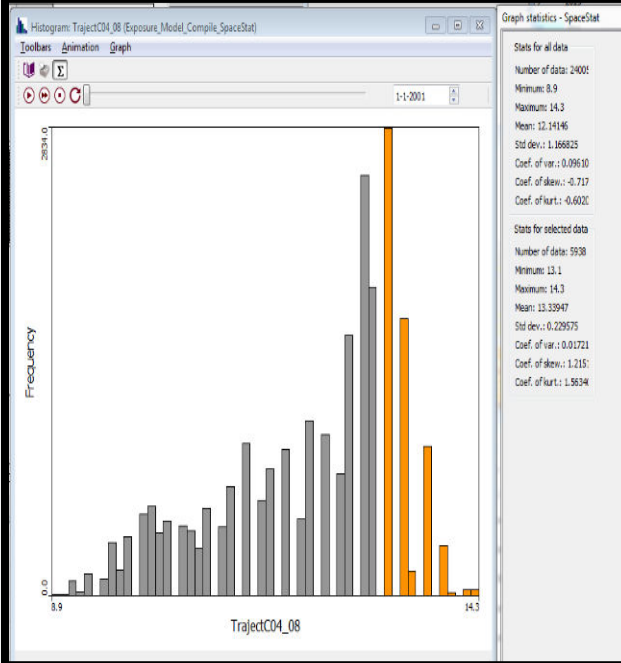 Histogram: TrajectC04_08 (Exposure_Model_Compile_SpaceStat)
Toolbars Animation Graph
Σ
1-1-2001
2834.0
Frequency
0.0
8.9
14.3
TrajectC04_08
Graph statistics - SpaceStat
Stats for all data
Number of data: 24005
Minimum: 8.9
Maximum: 14.3
Mean: 12.14146
Std dev.: 1.166825
Coef. of var.: 0.09610
Coef. of skew.: -0.717
Coef. of kurt.: -0.602
Stats for selected data
Number of data: 5938
Minimum: 13.1
Maximum: 14.3
Mean: 13.33947
Std dev.: 0.229575
Coef. of var.: 0.01721
Coef. of skew.: 1.215
Coef. of kurt.: 1.5634